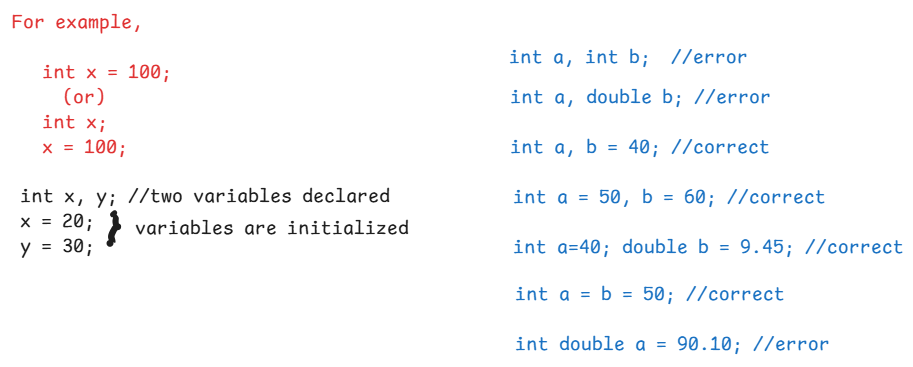 For example,
int x = 100;
(or)
int x;
x = 100;
int x, y; //two variables declared
x = 20;
y = 30;
variables are initialized
int a, int b; //error
int a, double b; //error
int a, b = 40; //correct
int a = 50, b = 60; //correct
int a=40; double b = 9.45; //correct
int a = b = 50; //correct
int double a = 90.10; //error